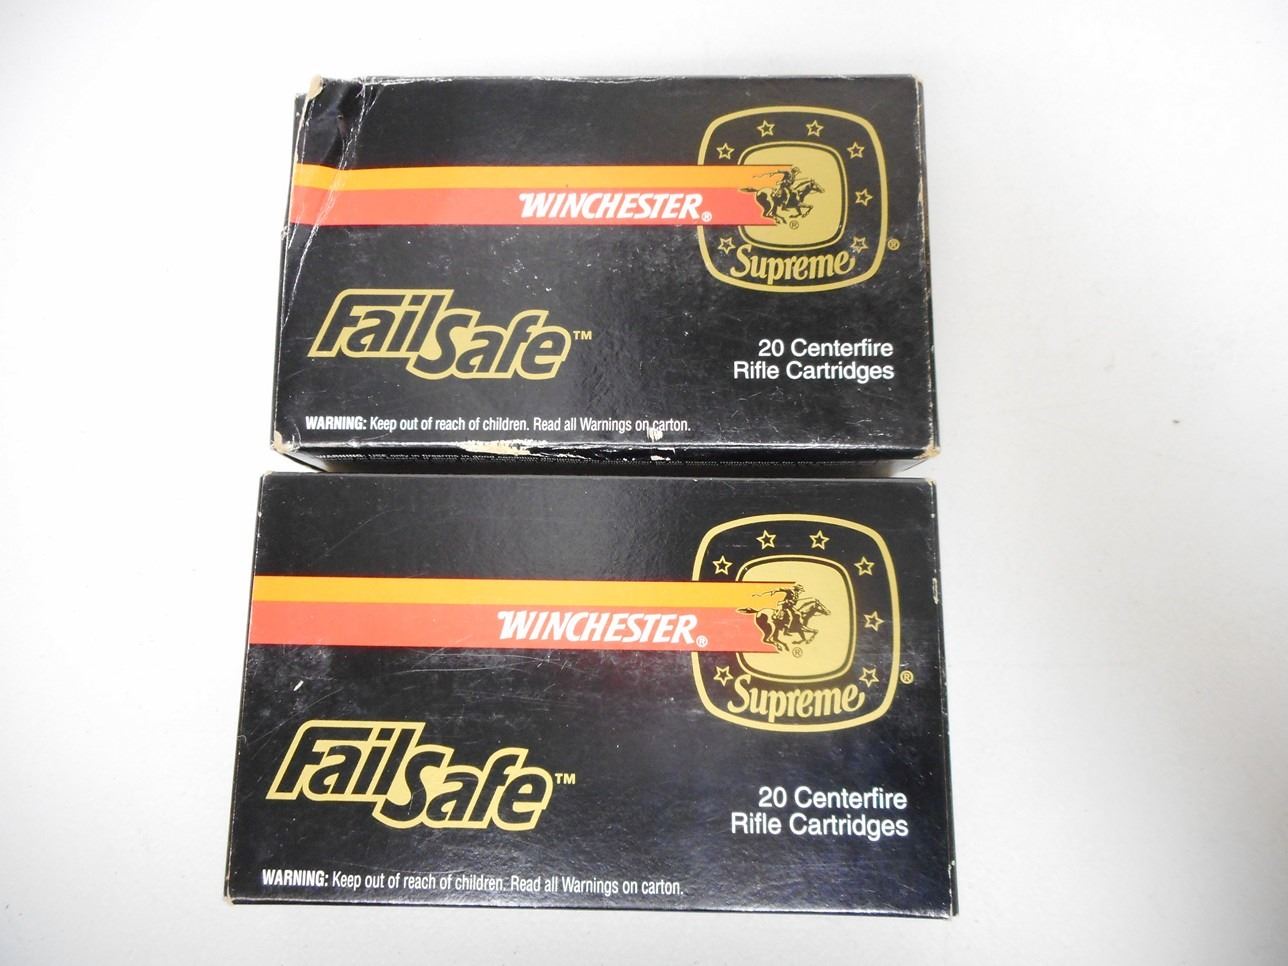 WINCHESTER®
®
Supreme ®
FailSafe™
20 Centerfire
Rifle Cartridges
WARNING: Keep out of reach of children. Read all Warnings on carton.
WINCHESTER®
®
Supreme ®
FailSafe™
20 Centerfire
Rifle Cartridges
WARNING: Keep out of reach of children. Read all Warnings on carton.